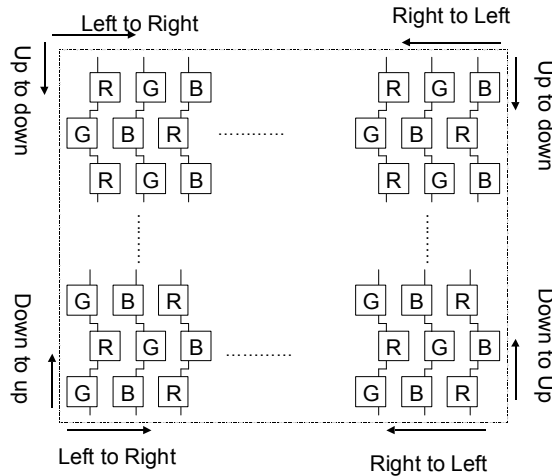 Left to Right
Right to Left
Up to down
Up to down
R G B R G B
G B R ............... G B R
R G B R G B
G B R G B R
R G B ............... R G B
G B R G B R
Down to up
Down to Up
Left to Right
Right to Left